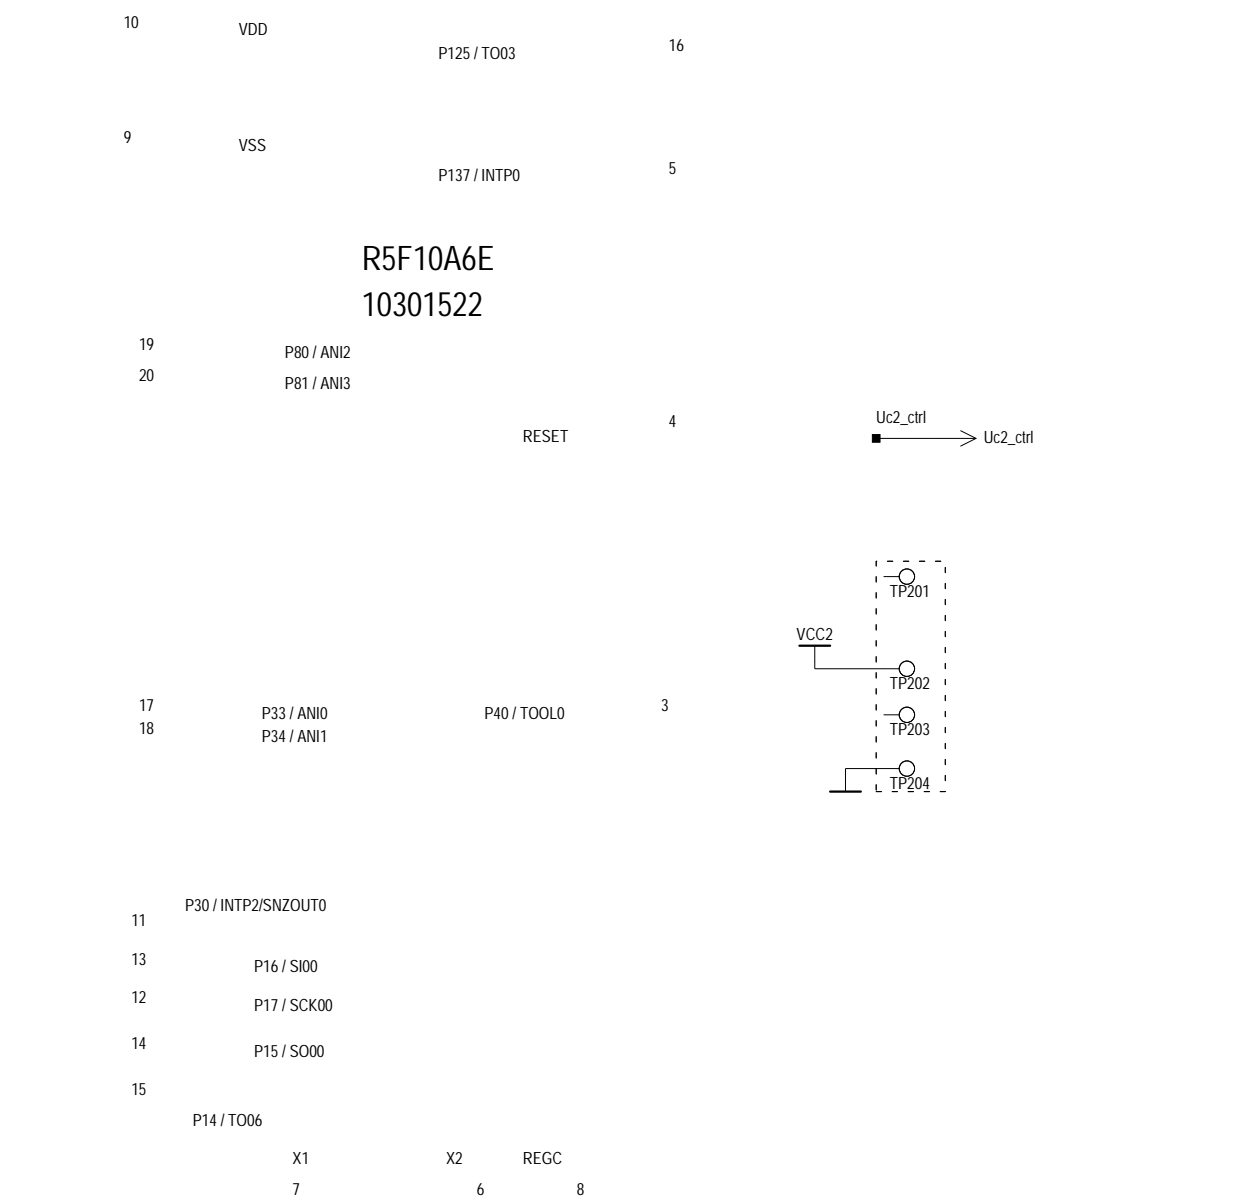 10
VDD
P125 / TO03
16
9
VSS
P137 / INTP0
5
R5F10A6E
10301522
19
P80 / ANI2
20
P81 / ANI3
4
RESET
Uc2_ctrl
Uc2_ctrl
TP201
VCC2
TP202
17
P33 / ANI0
P40 / TOOL0
3
18
P34 / ANI1
TP203
TP204
P30 / INTP2/SNZOUT0
11
13
P16 / SI00
12
P17 / SCK00
14
P15 / SO00
15
P14 / TO06
X1
X2
REGC
7
6
8